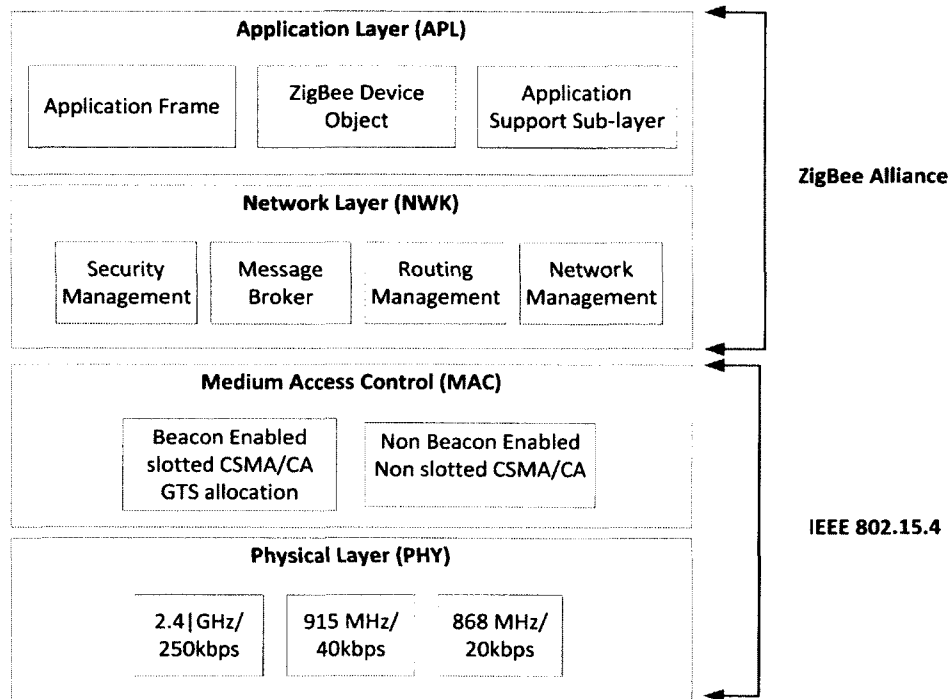 Application Layer (APL)
Application Frame
ZigBee Device
Object
Application
Support Sub-layer
ZigBee Alliance
Network Layer (NWK)
Security
Management
Message
Broker
Routing
Management
Network
Management
Medium Access Control (MAC)
Beacon Enabled
slotted CSMA/CA
GTS allocation
Non Beacon Enabled
Non slotted CSMA/CA
IEEE 802.15.4
Physical Layer (PHY)
2.4|GHz/
250kbps
915 MHz/
40kbps
868 MHz/
20kbps